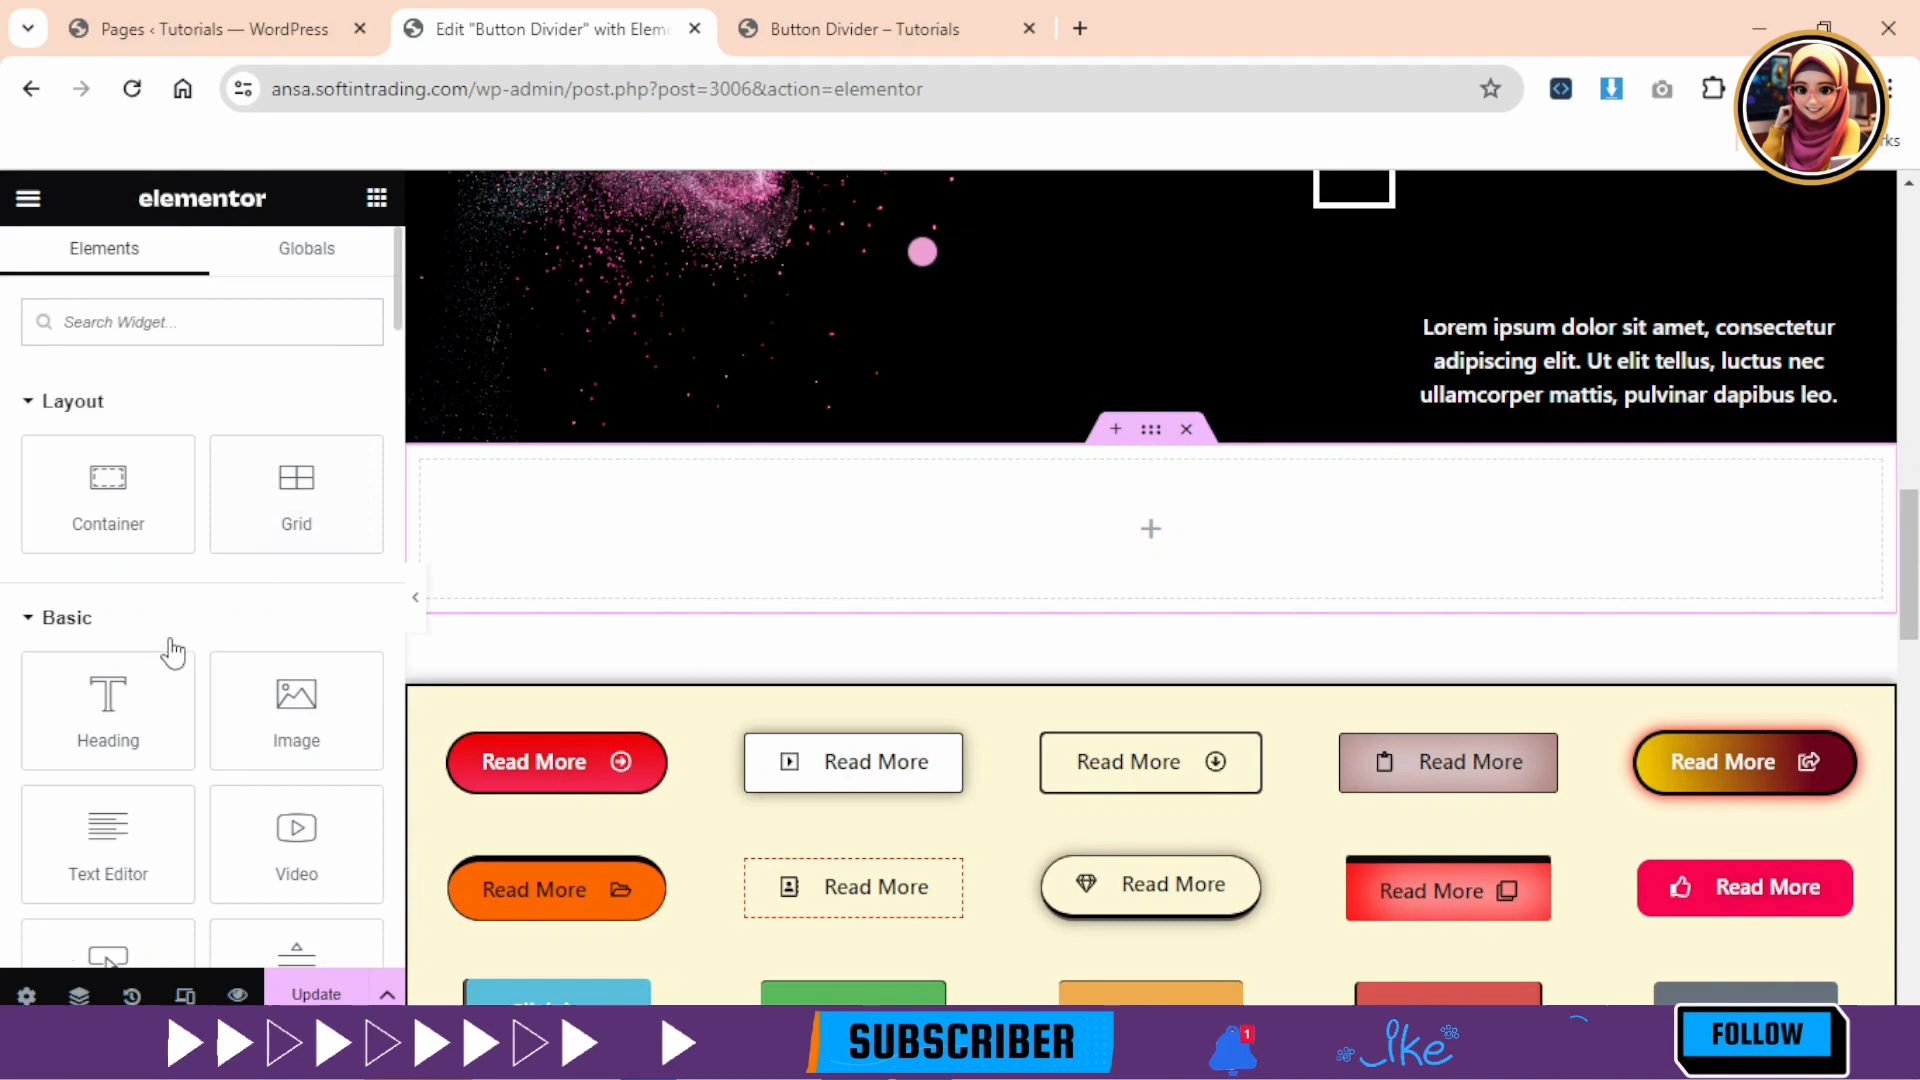 Pages ‹ Tutorials — WordPress
Edit "Button Divider" with Elem
Button Divider – Tutorials
ansa.softintrading.com/wp-admin/post.php?post=3006&action=elementor
elementor
Elements
Globals
Search Widget...
Layout
Container
Grid
Basic
Heading
Image
Text Editor
Video
Update
Lorem ipsum dolor sit amet, consectetur
adipiscing elit. Ut elit tellus, luctus nec
ullamcorper mattis, pulvinar dapibus leo.
Read More
Read More
Read More
Read More
Read More
Read More
Read More
Read More
Read More
Read More
SUBSCRIBER
1
like
FOLLOW